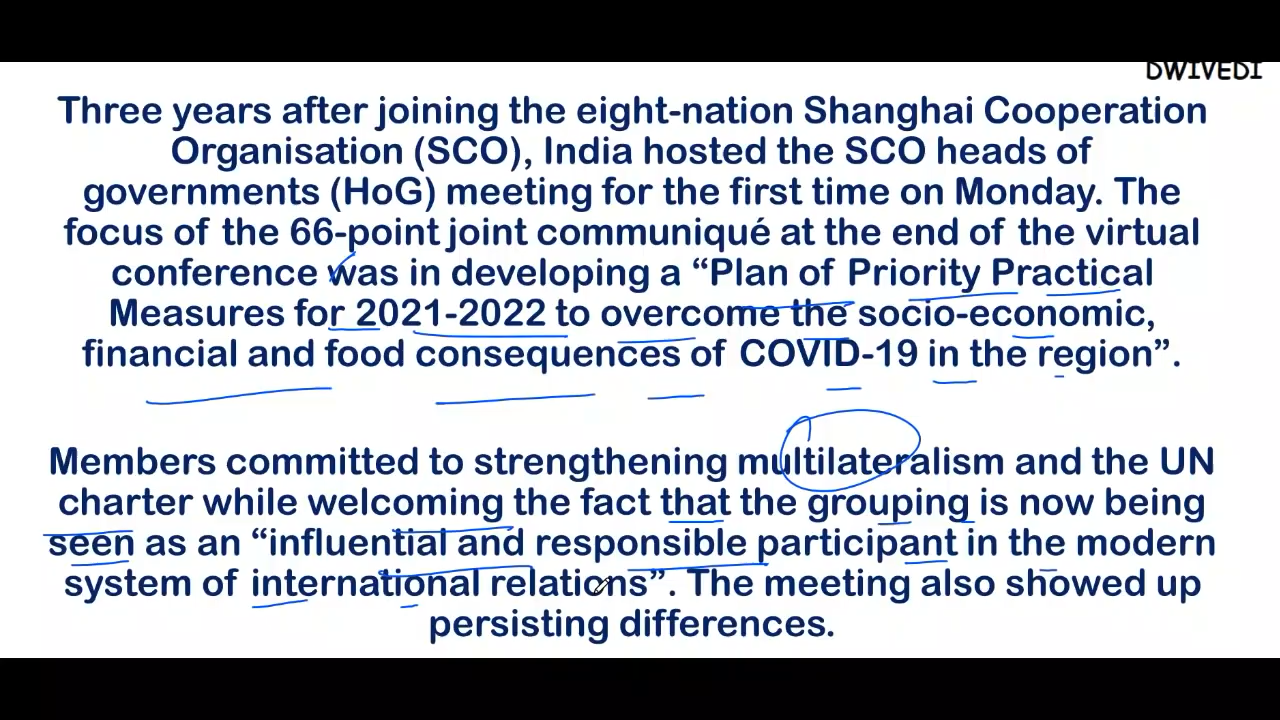 DWIVEDI
Three years after joining the eight-nation Shanghai Cooperation
Organisation (SCO), India hosted the SCO heads of
governments (HoG) meeting for the first time on Monday. The
focus of the 66-point joint communiqué at the end of the virtual
conference was in developing a “Plan of Priority Practical
Measures for 2021-2022 to overcome the socio-economic,
financial and food consequences of COVID-19 in the region”.
Members committed to strengthening multilateralism and the UN
charter while welcoming the fact that the grouping is now being
seen as an “influential and responsible participant in the modern
system of international relations”. The meeting also showed up
persisting differences.